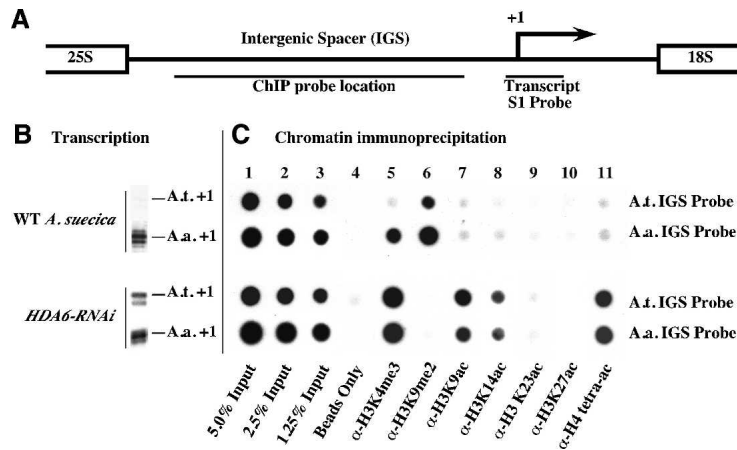 A
+1
Intergenic Spacer (IGS)
25S
18S
ChIP probe location
Transcript
S1 Probe
B Transcription
C Chromatin immunoprecipitation
1 2 3 4 5 6 7 8 9 10 11
WT A. suecica
A.t. +1
A.t. IGS Probe
A.a. +1
A.a. IGS Probe
HDA6-RNAi
A.t. +1
A.t. IGS Probe
A.a. +1
A.a. IGS Probe
5.0% Input
2.5% Input
1.25% Input
Beads Only
α-H3K4me3
α-H3K9me2
α-H3K9ac
α-H3K14ac
α-H3 K23ac
α-H3K27ac
α-H4 tetra-ac